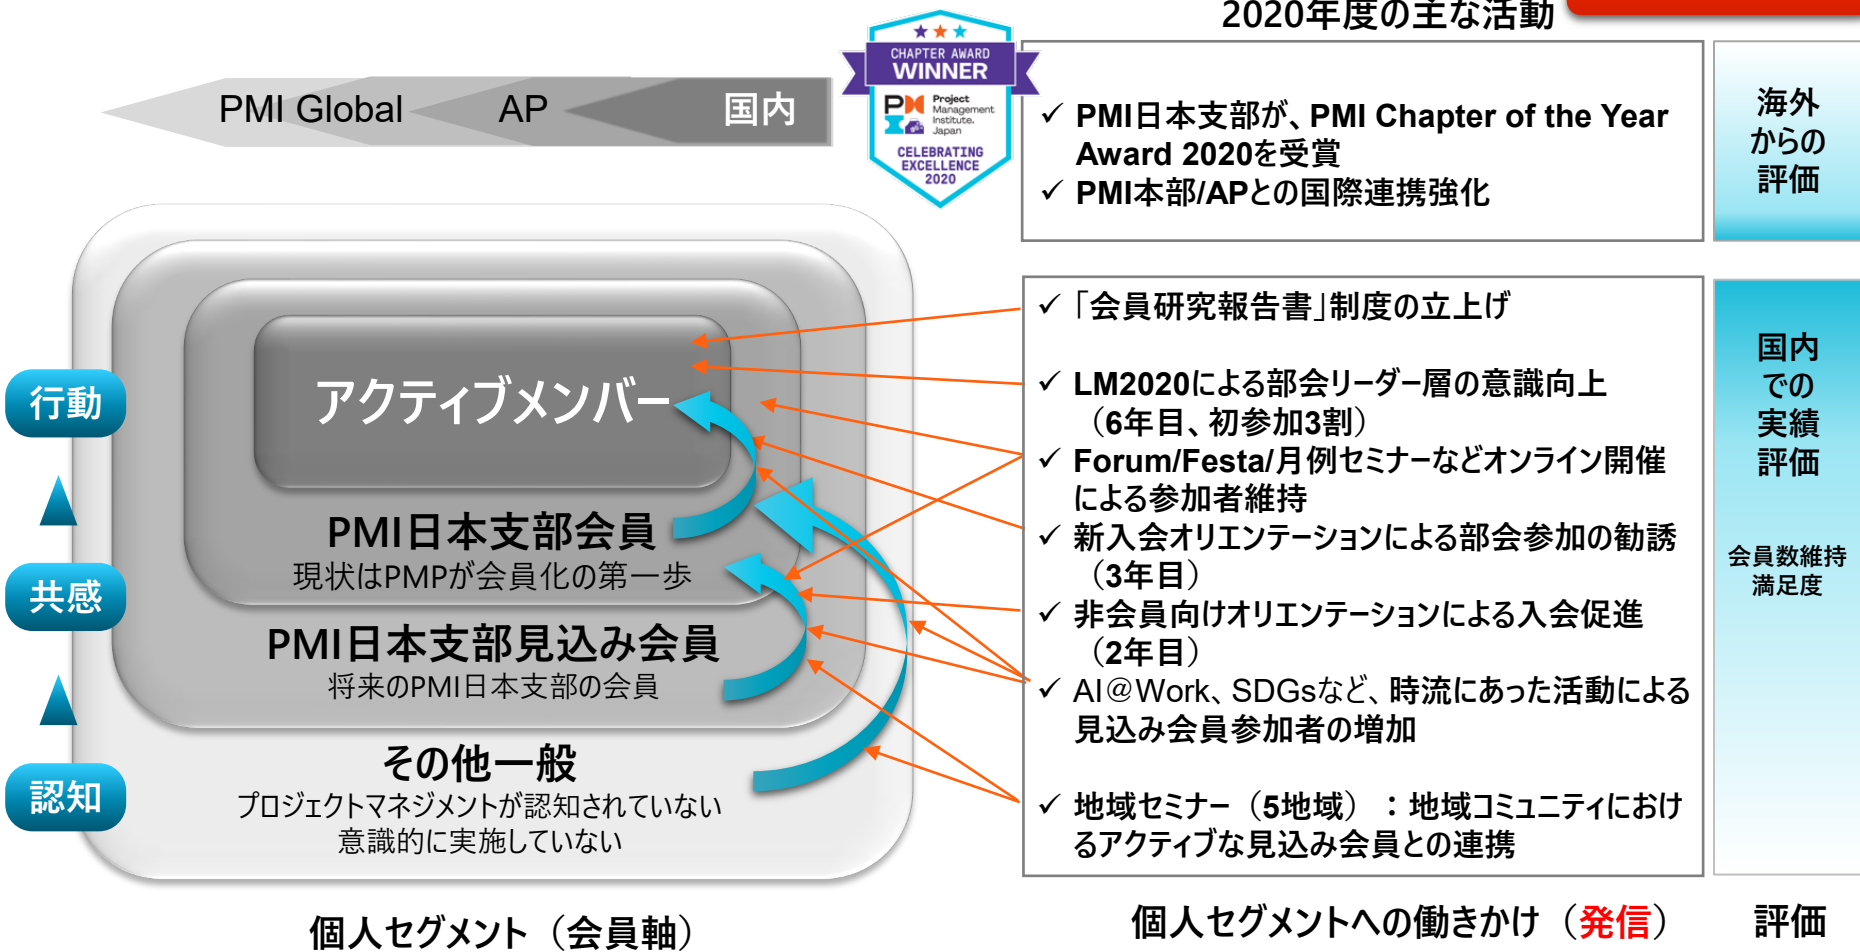 2020年度の主な活動
PMI Global
AP
国内
CHAPTER AWARD
WINNER
Project
Management
Institute.
Japan
CELEBRATING
EXCELLENCE
2020
✓ PMI日本支部が、PMI Chapter of the Year
Award 2020を受賞
✓ PMI本部/APとの国際連携強化
海外
からの
評価
行動
共感
認知
アクティブメンバー
PMI日本支部会員
現状はPMPが会員化の第一歩
PMI日本支部見込み会員
将来のPMI日本支部の会員
その他一般
プロジェクトマネジメントが認知されていない
意識的に実施していない
✓ 「会員研究報告書」制度の立上げ
✓ LM2020による部会リーダー層の意識向上
（6年目、初参加3割）
✓ Forum/Festa/月例セミナーなどオンライン開催
による参加者維持
✓ 新入会オリエンテーションによる部会参加の勧誘
（3年目）
✓ 非会員向けオリエンテーションによる入会促進
（2年目）
✓ AI@Work、SDGsなど、時流にあった活動による
見込み会員参加者の増加
✓ 地域セミナー（5地域）：地域コミュニティにおけ
るアクティブな見込み会員との連携
国内
での
実績
評価
会員数維持
満足度
個人セグメント（会員軸）
個人セグメントへの働きかけ（発信）
評価